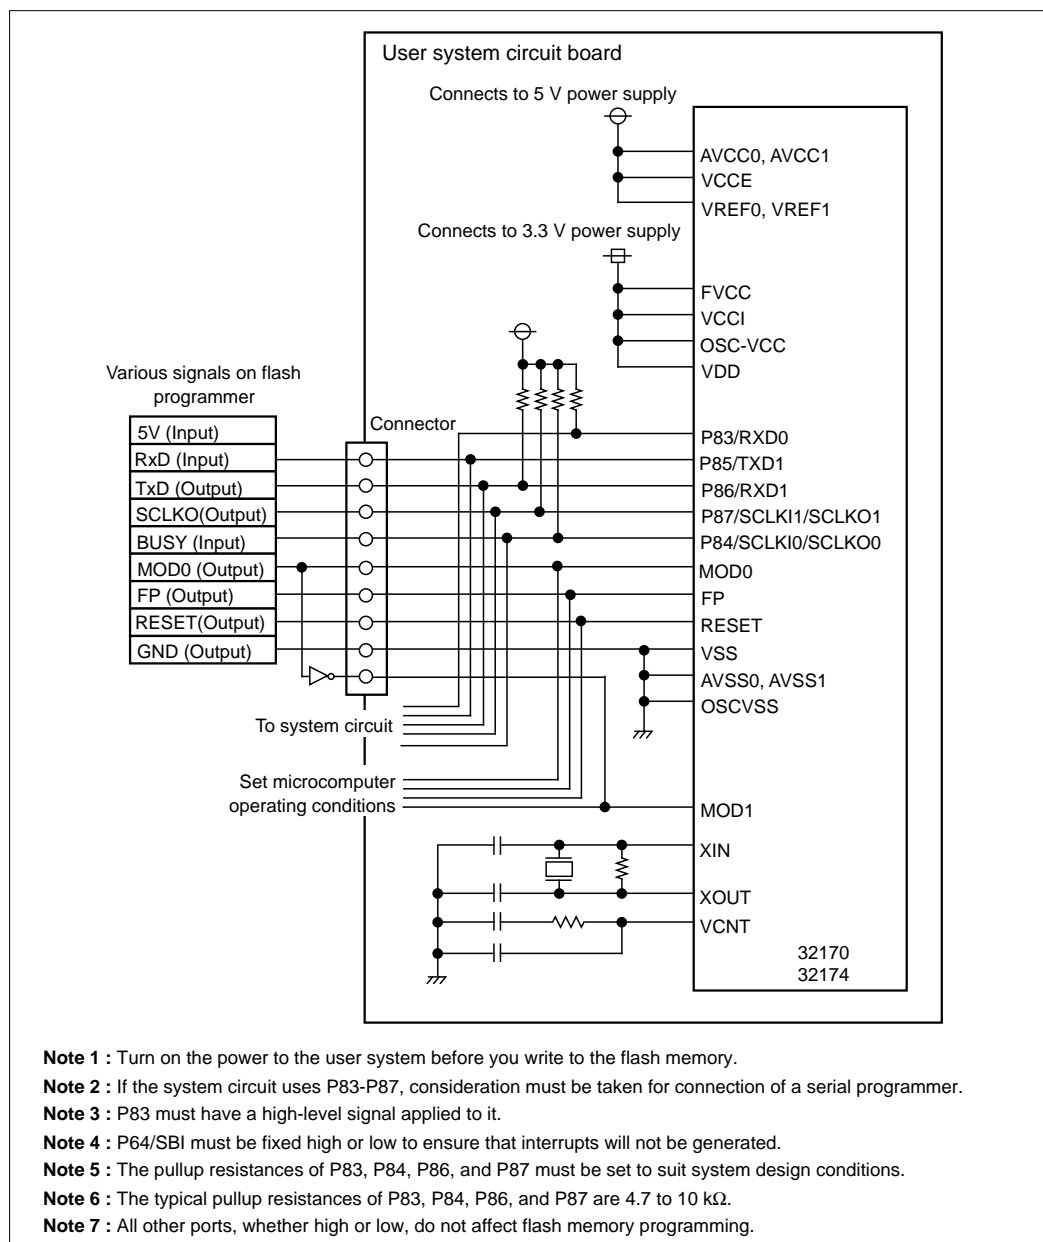 User system circuit board
Connects to 5 V power supply
AVCC0, AVCC1
VCCE
VREF0, VREF1
Connects to 3.3 V power supply
FVCC
VCCI
OSC-VCC
VDD
Various signals on flash
programmer
Connector
5V (Input)
RxD (Input)
TxD (Output)
SCLKO(Output)
BUSY (Input)
MOD0 (Output)
FP (Output)
RESET(Output)
GND (Output)
P83/RXD0
P85/TXD1
P86/RXD1
P87/SCLKI1/SCLKO1
P84/SCLKI0/SCLKO0
MOD0
FP
RESET
VSS
AVSS0, AVSS1
OSCVSS
To system circuit
Set microcomputer
operating conditions
MOD1
XIN
XOUT
VCNT
32170
32174
Note 1 : Turn on the power to the user system before you write to the flash memory.
Note 2 : If the system circuit uses P83-P87, consideration must be taken for connection of a serial programmer.
Note 3 : P83 must have a high-level signal applied to it.
Note 4 : P64/SBI must be fixed high or low to ensure that interrupts will not be generated.
Note 5 : The pullup resistances of P83, P84, P86, and P87 must be set to suit system design conditions.
Note 6 : The typical pullup resistances of P83, P84, P86, and P87 are 4.7 to 10 kΩ.
Note 7 : All other ports, whether high or low, do not affect flash memory programming.